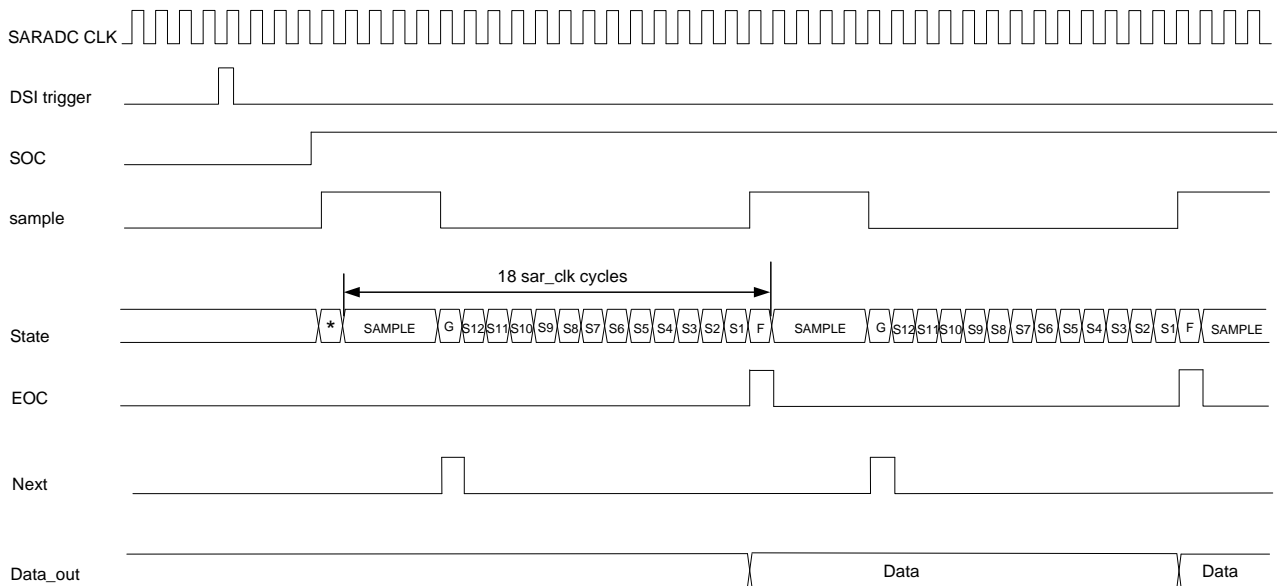 SARADC CLK
DSI trigger
SOC
sample
18 sar_clk cycles
State * SAMPLE G S12 S11 S10 S9 S8 S7 S6 S5 S4 S3 S2 S1 F SAMPLE G S12 S11 S10 S9 S8 S7 S6 S5 S4 S3 S2 S1 F SAMPLE
EOC
Next
Data_out Data Data